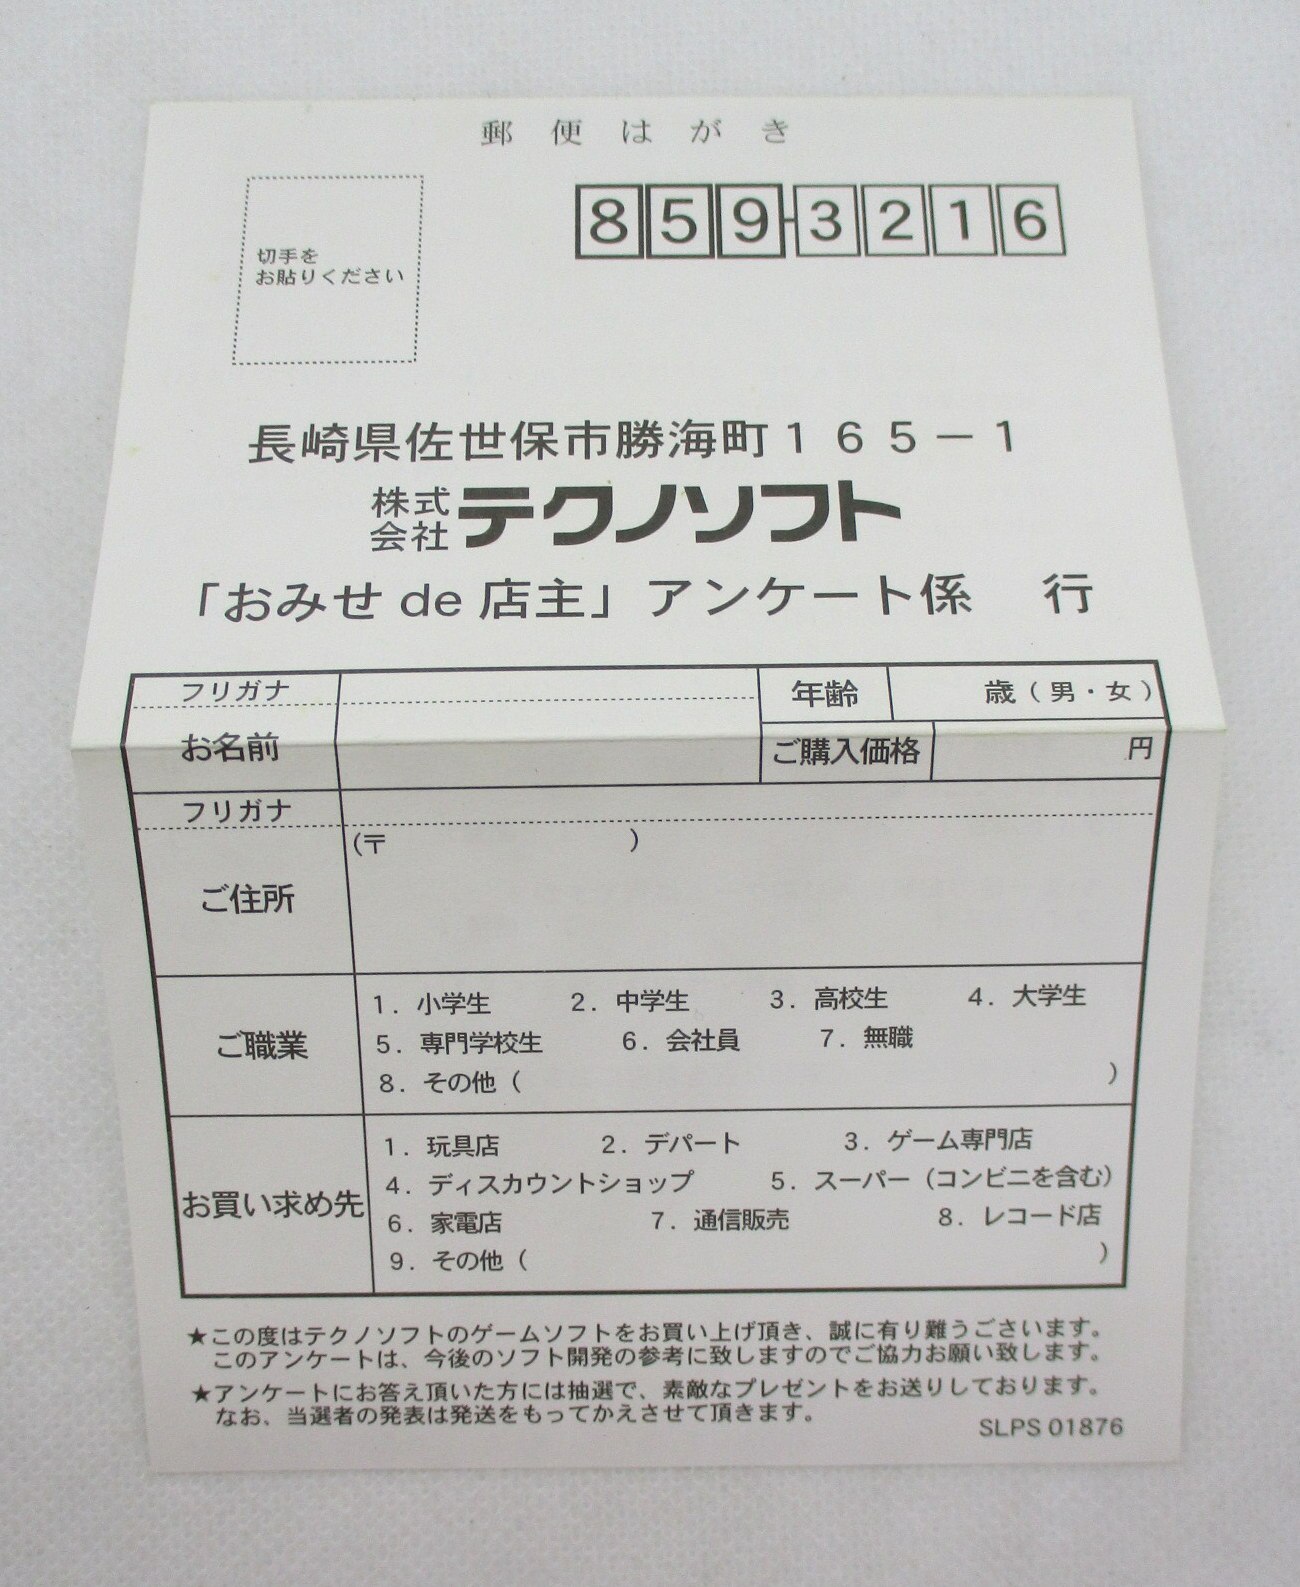 郵便はがき
切手を
お貼りください
859-3216
長崎県佐世保市勝海町165-1
株式会社テクノソフト
「おみせ de 店主」アンケート係 行
フリガナ
お名前
年齢
歳(男・女)
ご購入価格
円
フリガナ
ご住所
(〒 )
ご職業
1.小学生 2.中学生 3.高校生 4.大学生
5.専門学校生 6.会社員 7.無職
8.その他( )
お買い求め先
1.玩具店 2.デパート 3.ゲーム専門店
4.ディスカウントショップ 5.スーパー(コンビニを含む)
6.家電店 7.通信販売 8.レコード店
9.その他( )
★この度はテクノソフトのゲームソフトをお買い上げ頂き、誠に有り難うございます。
このアンケートは、今後のソフト開発の参考に致しますのでご協力お願い致します。
★アンケートにお答え頂いた方には抽選で、素敵なプレゼントをお送りしております。
なお、当選者の発表は発送をもってかえさせて頂きます。
SLPS 01876